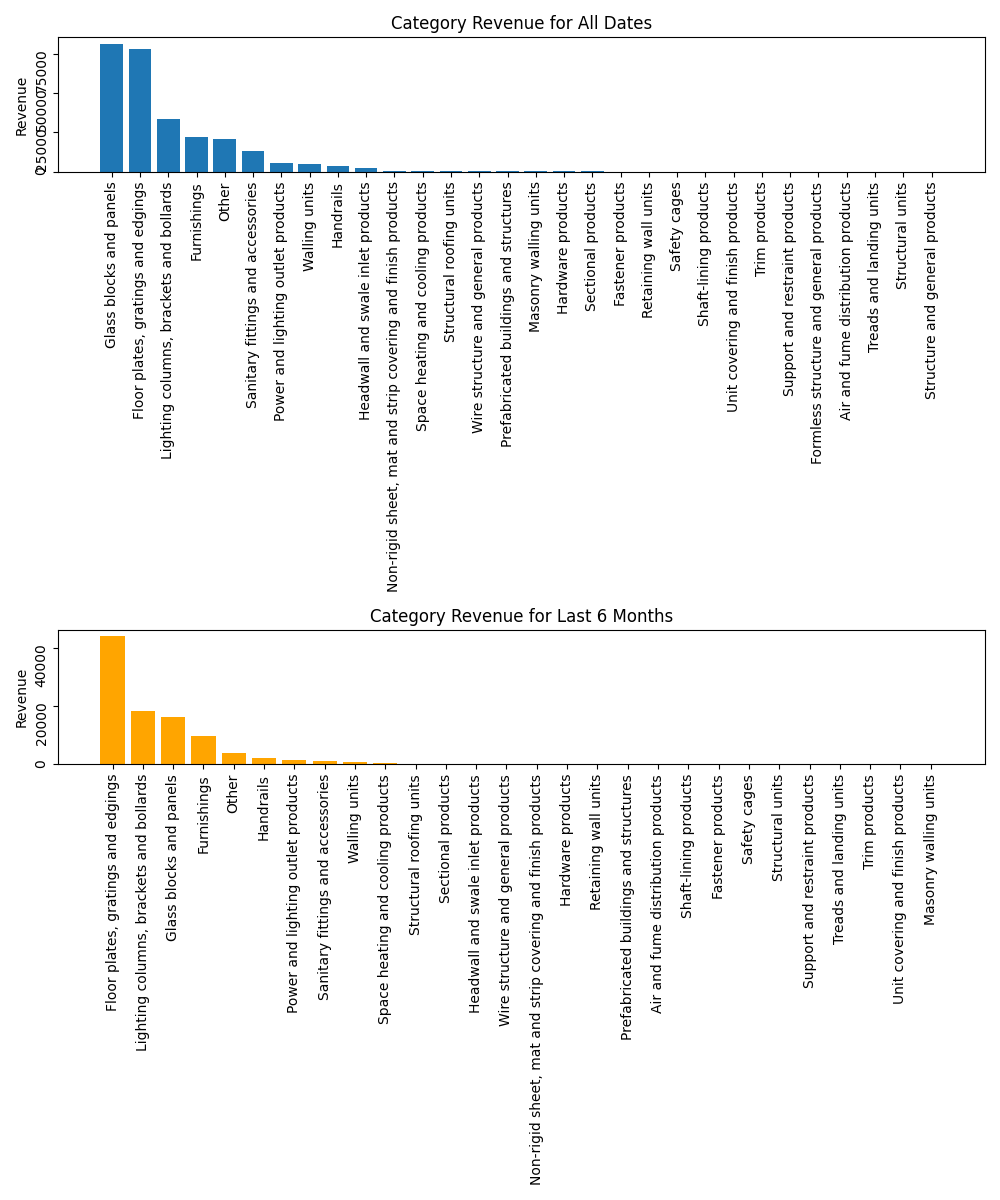 Category Revenue for All Dates
Revenue
75000
50000
25000
0
Glass blocks and panels
Floor plates, gratings and edgings
Lighting columns, brackets and bollards
Furnishings
Other
Sanitary fittings and accessories
Power and lighting outlet products
Walling units
Handrails
Headwall and swale inlet products
Non-rigid sheet, mat and strip covering and finish products
Space heating and cooling products
Structural roofing units
Wire structure and general products
Prefabricated buildings and structures
Masonry walling units
Hardware products
Sectional products
Fastener products
Retaining wall units
Safety cages
Shaft-lining products
Unit covering and finish products
Trim products
Support and restraint products
Formless structure and general products
Air and fume distribution products
Treads and landing units
Structural units
Structure and general products
Category Revenue for Last 6 Months
Revenue
40000
20000
0
Floor plates, gratings and edgings
Lighting columns, brackets and bollards
Glass blocks and panels
Furnishings
Other
Handrails
Power and lighting outlet products
Sanitary fittings and accessories
Walling units
Space heating and cooling products
Structural roofing units
Sectional products
Headwall and swale inlet products
Wire structure and general products
Non-rigid sheet, mat and strip covering and finish products
Hardware products
Retaining wall units
Prefabricated buildings and structures
Air and fume distribution products
Shaft-lining products
Fastener products
Safety cages
Structural units
Support and restraint products
Treads and landing units
Trim products
Unit covering and finish products
Masonry walling units